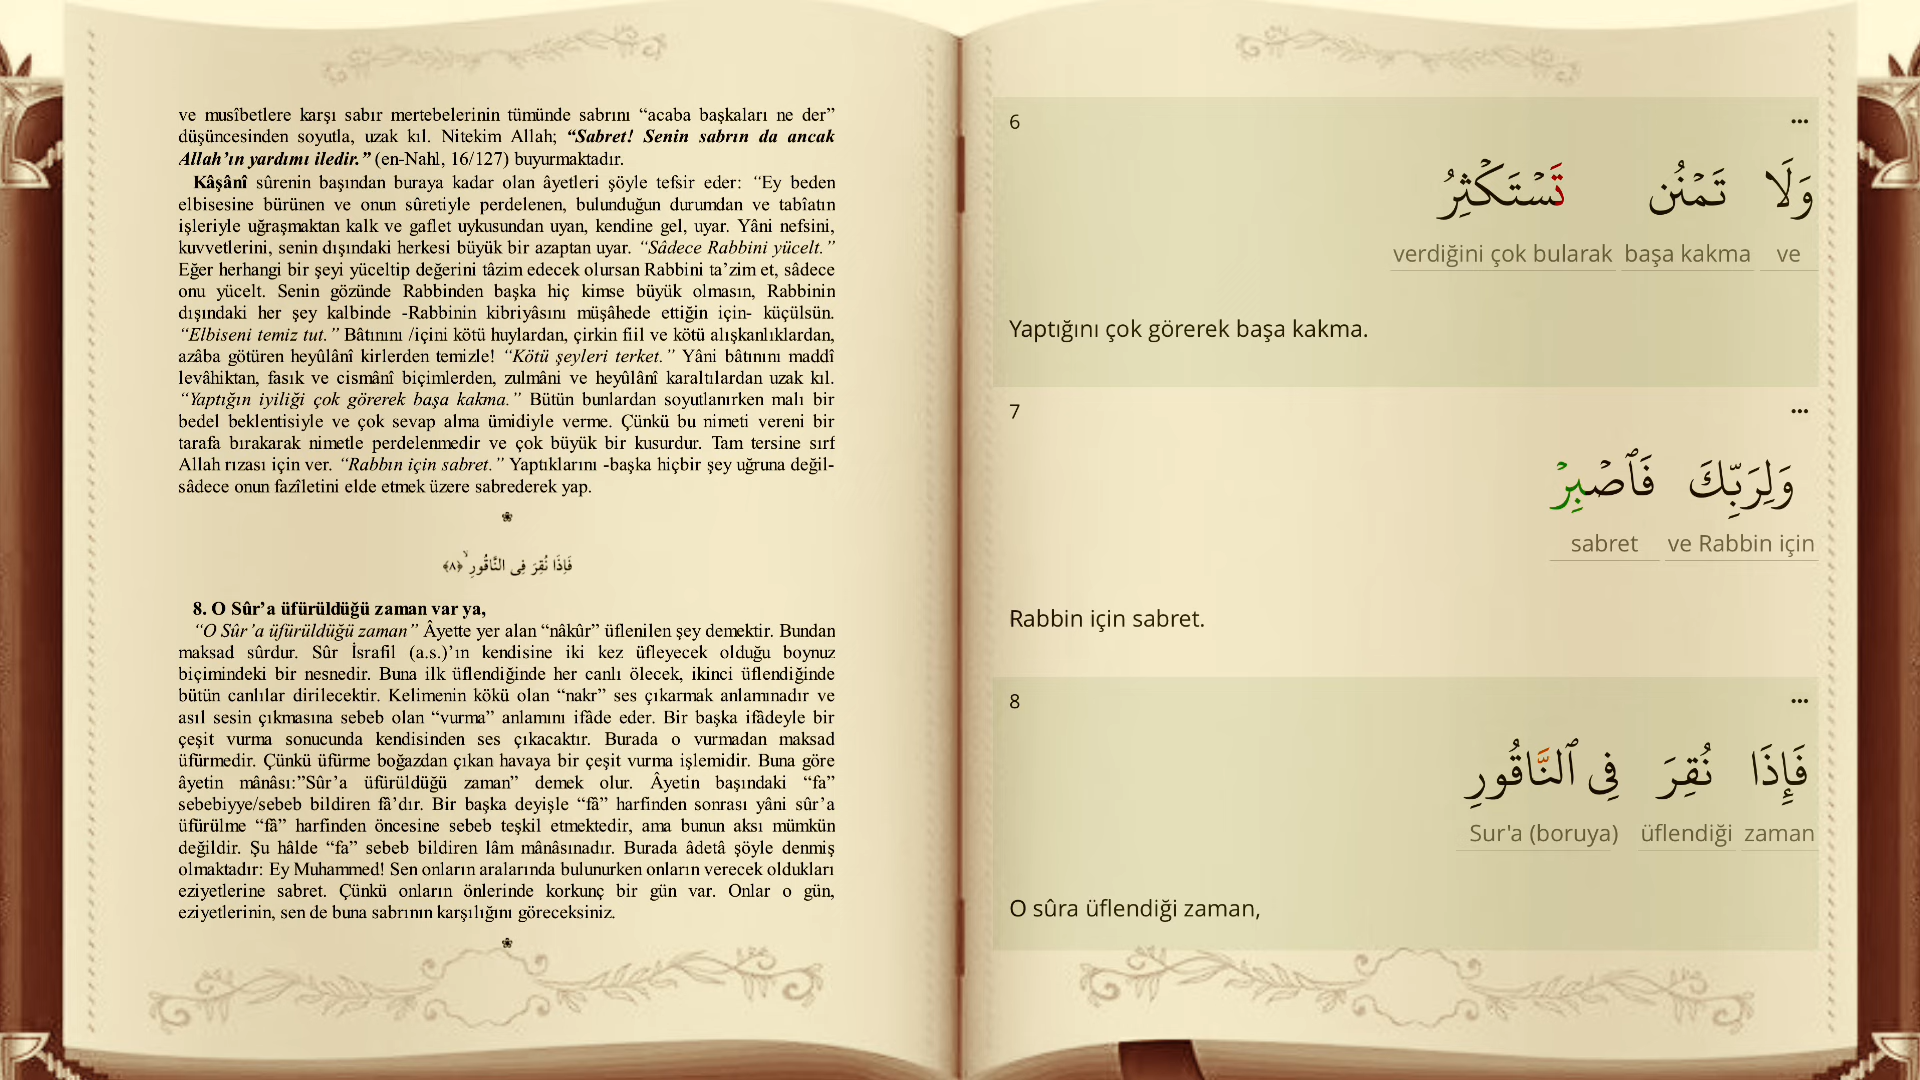 ve musîbetlere karşı sabır mertebelerinin tümünde sabrını “acaba başkaları ne der”
düşüncesinden soyutla, uzak kıl. Nitekim Allah; “Sabret! Senin sabrın da ancak
Allah’ın yardımı iledir.” (en-Nahl, 16/127) buyurmaktadır.
Kâşânî sûrenin başından buraya kadar olan âyetleri şöyle tefsir eder: “Ey beden
elbisesine bürünen ve onun sûretiyle perdelenen, bulunduğun durumdan ve tabîatın
işleriyle uğraşmaktan kalk ve gaflet uykusundan uyan, kendine gel, uyar. Yâni nefsini,
kuvvetlerini, senin dışındaki herkesi büyük bir azaptan uyar. “Sâdece Rabbini yücelt.”
Eğer herhangi bir şeyi yüceltip değerini tâzim edecek olursan Rabbini ta’zim et, sâdece
onu yücelt. Senin gözünde Rabbinden başka hiç kimse büyük olmasın, Rabbinin
dışındaki her şey kalbinde -Rabbinin kibriyâsını müşâhede ettiğin için- küçülsün.
“Elbiseni temiz tut.” Bâtınını /içini kötü huylardan, çirkin fiil ve kötü alışkanlıklardan,
azâba götüren heyûlânî kirlerden temizle! “Kötü şeyleri terket.” Yâni bâtınını maddî
levâhiktan, fasık ve cismânî biçimlerden, zulmâni ve heyûlânî karaltılardan uzak kıl.
“Yaptığın iyiliği çok görerek başa kakma.” Bütün bunlardan soyutlanırken malı bir
bedel beklentisiyle ve çok sevap alma ümidiyle verme. Çünkü bu nimeti vereni bir
tarafa bırakarak nimetle perdelenmedir ve çok büyük bir kusurdur. Tam tersine sırf
Allah rızası için ver. “Rabbın için sabret.” Yaptıklarını -başka hiçbir şey uğruna değil-
sâdece onun fazîletini elde etmek üzere sabrederek yap.
فَاِذَا نُقِرَ فِى النَّاقُورِۙ ﴿٨﴾
8. O Sûr’a üfürüldüğü zaman var ya,
“O Sûr’a üfürüldüğü zaman” Âyette yer alan “nâkûr” üflenilen şey demektir. Bundan
maksad sûrdur. Sûr İsrafil (a.s.)’ın kendisine iki kez üfleyecek olduğu boynuz
biçimindeki bir nesnedir. Buna ilk üflendiğinde her canlı ölecek, ikinci üflendiğinde
bütün canlılar dirilecektir. Kelimenin kökü olan “nakr” ses çıkarmak anlamınadır ve
asıl sesin çıkmasına sebeb olan “vurma” anlamını ifâde eder. Bir başka ifâdeyle bir
çeşit vurma sonucunda kendisinden ses çıkacaktır. Burada o vurmadan maksad
üfürmedir. Çünkü üfürme boğazdan çıkan havaya bir çeşit vurma işlemidir. Buna göre
âyetin mânâsı:”Sûr’a üfürüldüğü zaman” demek olur. Âyetin başındaki “fa”
sebebiyye/sebeb bildiren fâ’dır. Bir başka deyişle “fâ” harfinden sonrası yâni sûr’a
üfürülme “fâ” harfinden öncesine sebeb teşkil etmektedir, ama bunun aksı mümkün
değildir. Şu hâlde “fa” sebeb bildiren lâm mânâsınadır. Burada âdetâ şöyle denmiş
olmaktadır: Ey Muhammed! Sen onların aralarında bulunurken onların verecek oldukları
eziyetlerine sabret. Çünkü onların önlerinde korkunç bir gün var. Onlar o gün,
eziyetlerinin, sen de buna sabrının karşılığını göreceksiniz.
6
وَلَا تَمْنُن تَسْتَكْثِرُ
verdiğini çok bularak başa kakma ve
Yaptığını çok görerek başa kakma.
7
وَلِرَبِّكَ فَٱصْبِرْ
sabret ve Rabbin için
Rabbin için sabret.
8
فَإِذَا نُقِرَ فِى ٱلنَّاقُورِ
Sur'a (boruya) üflendiği zaman
O sûra üflendiği zaman,